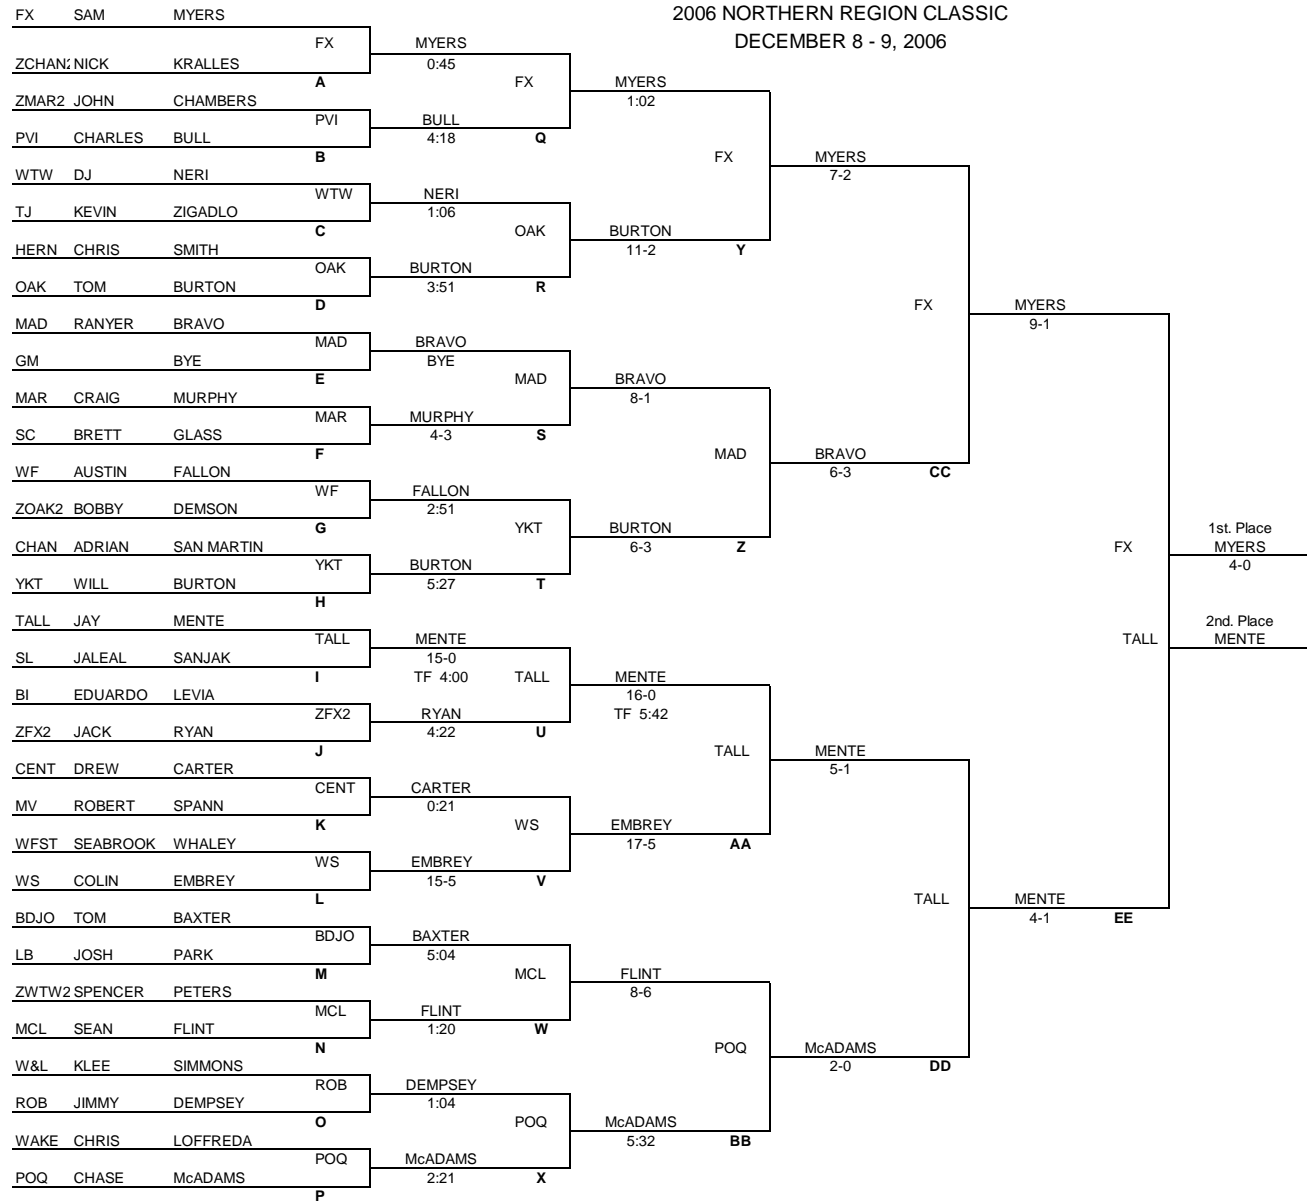 FX SAM MYERS
2006 NORTHERN REGION CLASSIC
DECEMBER 8 - 9, 2006
FX MYERS
ZCHAN2 NICK KRALLES 0:45
A FX MYERS
ZMAR2 JOHN CHAMBERS 1:02
PVI BULL
PVI CHARLES BULL 4:18 Q
B FX MYERS
WTW DJ NERI 7-2
WTW NERI
TJ KEVIN ZIGADLO 1:06
C OAK BURTON
HERN CHRIS SMITH 11-2 Y
OAK BURTON
OAK TOM BURTON 3:51 R
D FX MYERS
MAD RANYER BRAVO 9-1
MAD BRAVO
GM BYE BYE
E MAD BRAVO
MAR CRAIG MURPHY 8-1
MAR MURPHY
SC BRETT GLASS 4-3 S
F MAD BRAVO
WF AUSTIN FALLON 6-3 CC
WF FALLON
ZOAK2 BOBBY DEMSON 2:51
G YKT BURTON 1st. Place
CHAN ADRIAN SAN MARTIN 6-3 Z FX MYERS
YKT BURTON 4-0
YKT WILL BURTON 5:27 T
H
TALL JAY MENTE 2nd. Place
TALL MENTE TALL MENTE
SL JALEAL SANJAK 15-0
I TF 4:00 TALL MENTE
BI EDUARDO LEVIA 16-0
ZFX2 RYAN TF 5:42
ZFX2 JACK RYAN 4:22 U
J TALL MENTE
CENT DREW CARTER 5-1
CENT CARTER
MV ROBERT SPANN 0:21
K WS EMBREY
WFST SEABROOK WHALEY 17-5 AA
WS EMBREY
WS COLIN EMBREY 15-5 V
L TALL MENTE
BDJO TOM BAXTER 4-1 EE
BDJO BAXTER
LB JOSH PARK 5:04
M MCL FLINT
ZWTW2 SPENCER PETERS 8-6
MCL FLINT
MCL SEAN FLINT 1:20 W
N POQ McADAMS
W&L KLEE SIMMONS 2-0 DD
ROB DEMPSEY
ROB JIMMY DEMPSEY 1:04
O POQ McADAMS
WAKE CHRIS LOFFREDA 5:32 BB
POQ McADAMS
POQ CHASE McADAMS 2:21 X
P